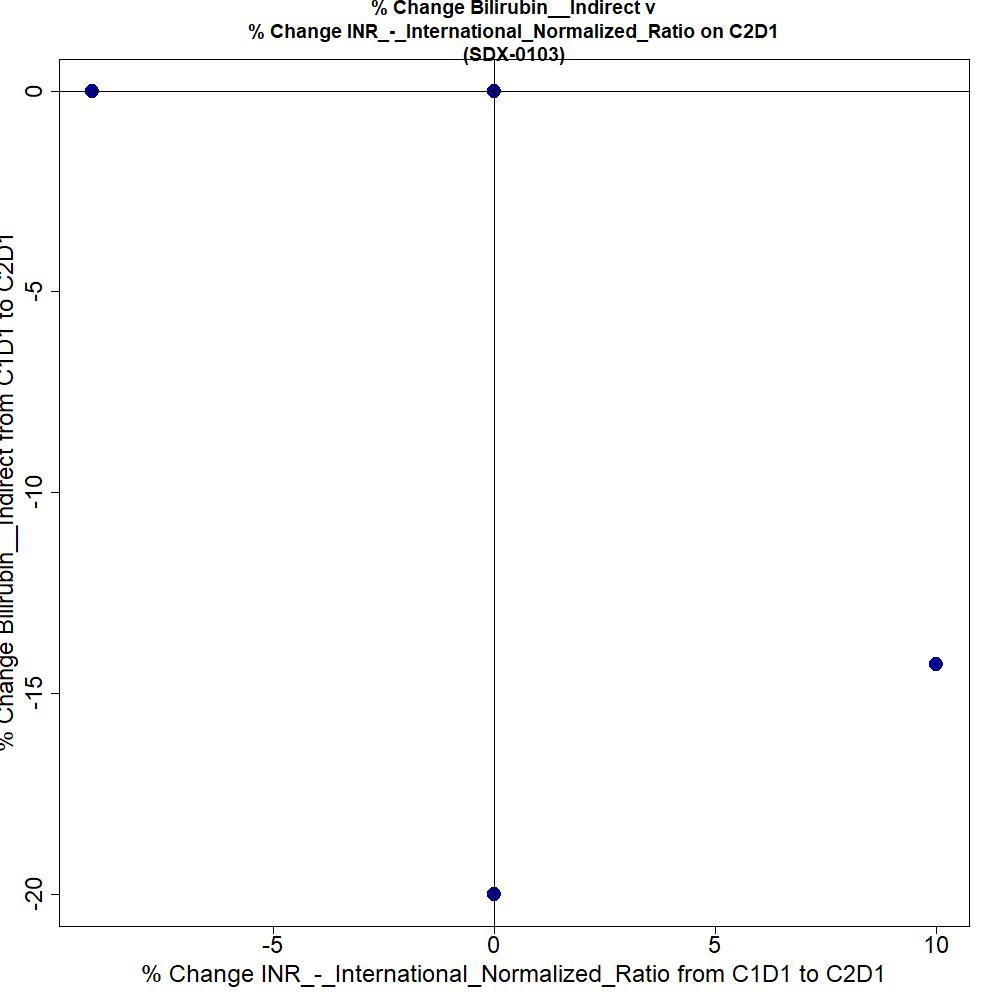 % Change Bilirubin__Indirect v
% Change INR_-_International_Normalized_Ratio on C2D1
(SDX-0103)
% Change Bilirubin__Indirect from C1D1 to C2D1
0
-5
-10
-15
-20
-5
0
5
10
% Change INR_-_International_Normalized_Ratio from C1D1 to C2D1